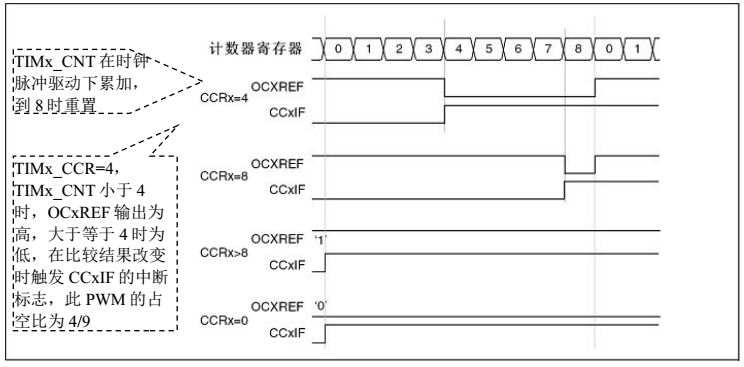 计数器寄存器 0 1 2 3 4 5 6 7 8 0 1
TIMx_CNT 在时钟
脉冲驱动下累加，
到 8 时重置
CCRx=4
OCXREF
CCxIF
TIMx_CCR=4，
TIMx_CNT 小于 4
时，OCxREF 输出为
高，大于等于 4 时为
低，在比较结果改变
时触发 CCxIF 的中断
标志，此 PWM 的占
空比为 4/9
CCRx=8
OCXREF
CCxIF
CCRx>8
OCXREF '1'
CCxIF
CCRx=0
OCXREF '0'
CCxIF